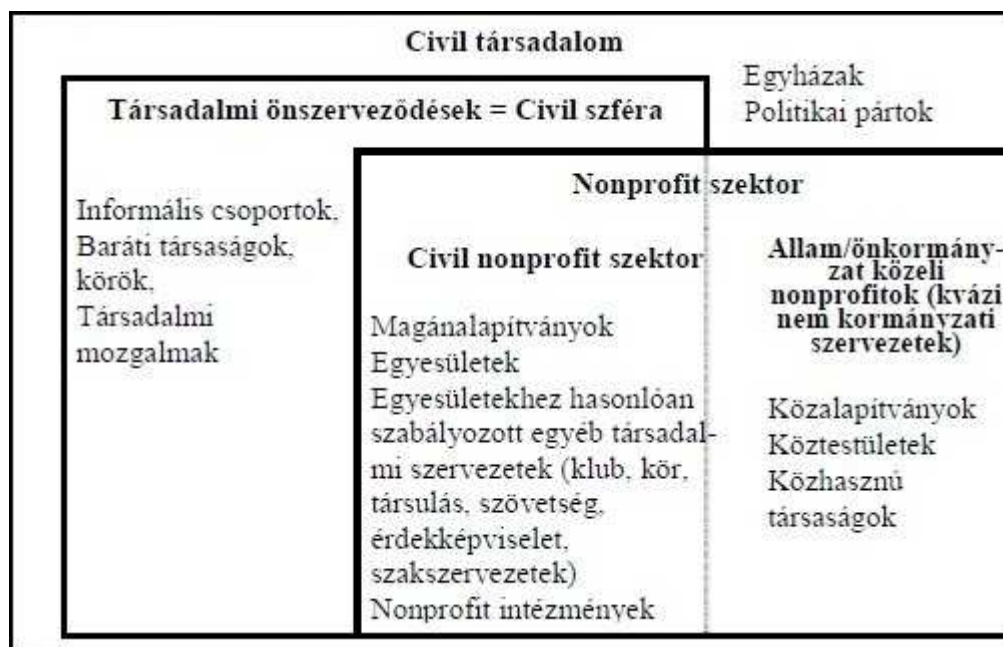 Civil társadalom
Egyházak
Politikai pártok
Társadalmi önszerveződések = Civil szféra
Nonprofit szektor
Informális csoportok,
Baráti társaságok,
körök,
Társadalmi
mozgalmak
Civil nonprofit szektor
Magánalapítványok
Egyesületek
Egyesületekhez hasonlóan
szabályozott egyéb társadal-
mi szervezetek (klub, kör,
társulás, szövetség,
érdekképviselet,
szakszervezetek)
Nonprofit intézmények
Allam/önkormány-
zat közeli
nonprofitok (kvázi
nem kormányzati
szervezetek)
Közalapítványok
Köztestületek
Közhasznú
társaságok